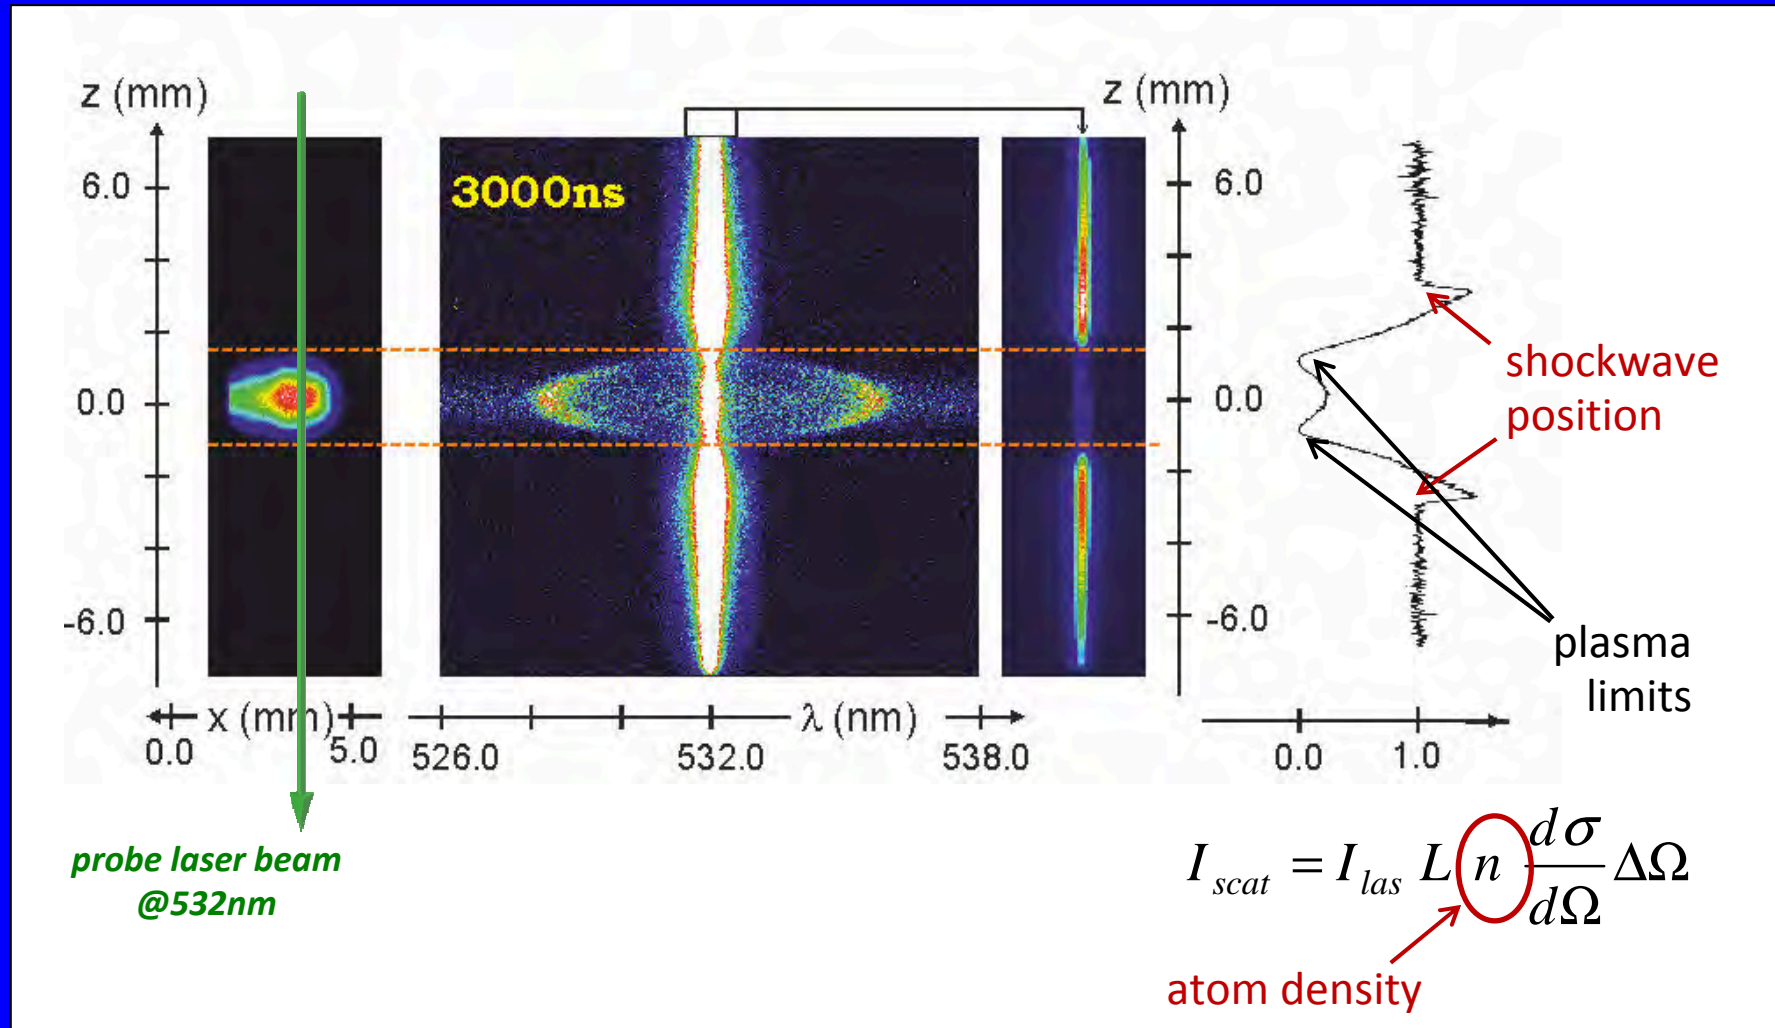 z (mm)
z (mm)
3000ns
6.0
6.0
0.0
0.0
-6.0
-6.0
shockwave
position
plasma
limits
x (mm)
λ (nm)
0.0
5.0
526.0
532.0
538.0
0.0
1.0
probe laser beam
@532nm
I_scat = I_las L n dσ/dΩ ΔΩ
atom density